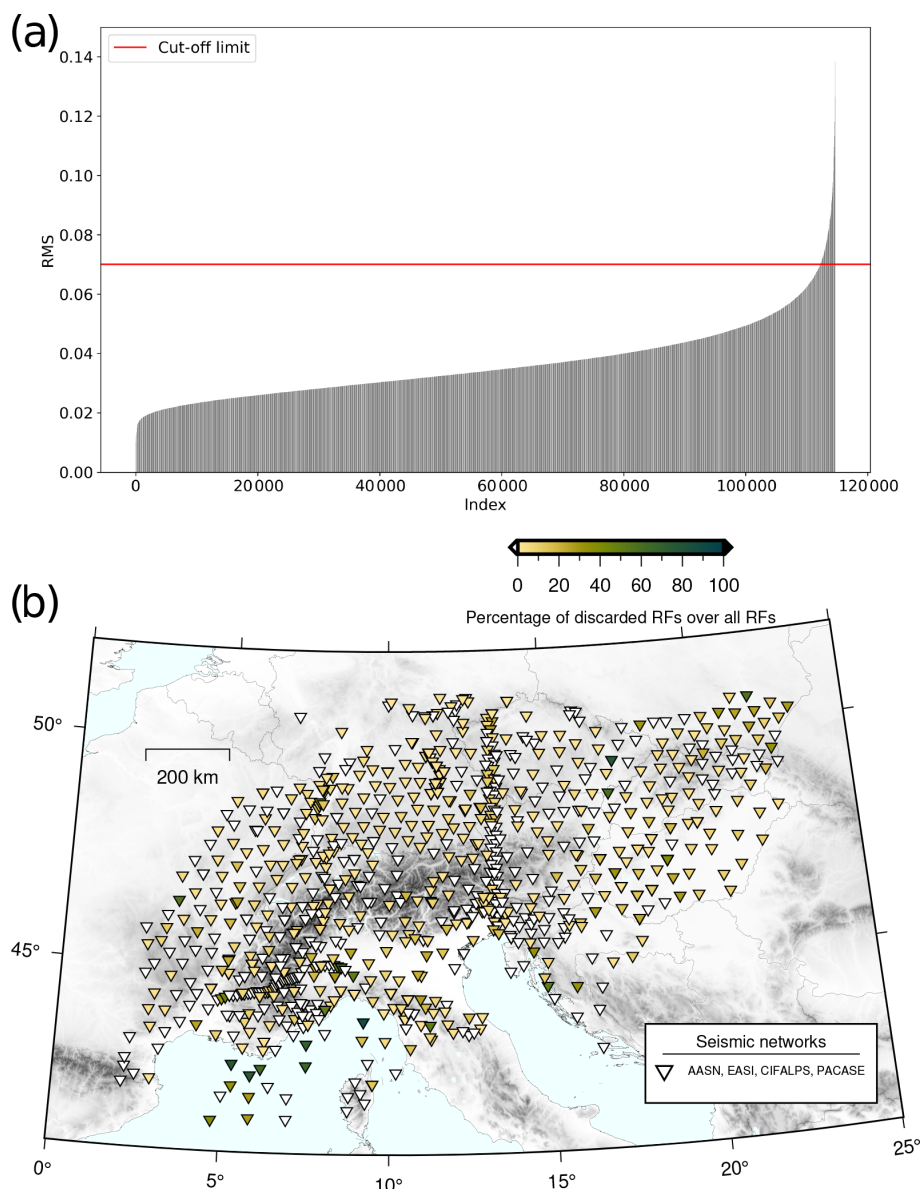 (a)
Cut-off limit
0.14
0.12
0.10
0.08
0.06
0.04
0.02
0.00
RMS
0 20000 40000 60000 80000 100000 120000
Index
0 20 40 60 80 100
Percentage of discarded RFs over all RFs
(b)
50°
200 km
45°
Seismic networks
AASN, EASI, CIFALPS, PACASE
0° 5° 10° 15° 20° 25°